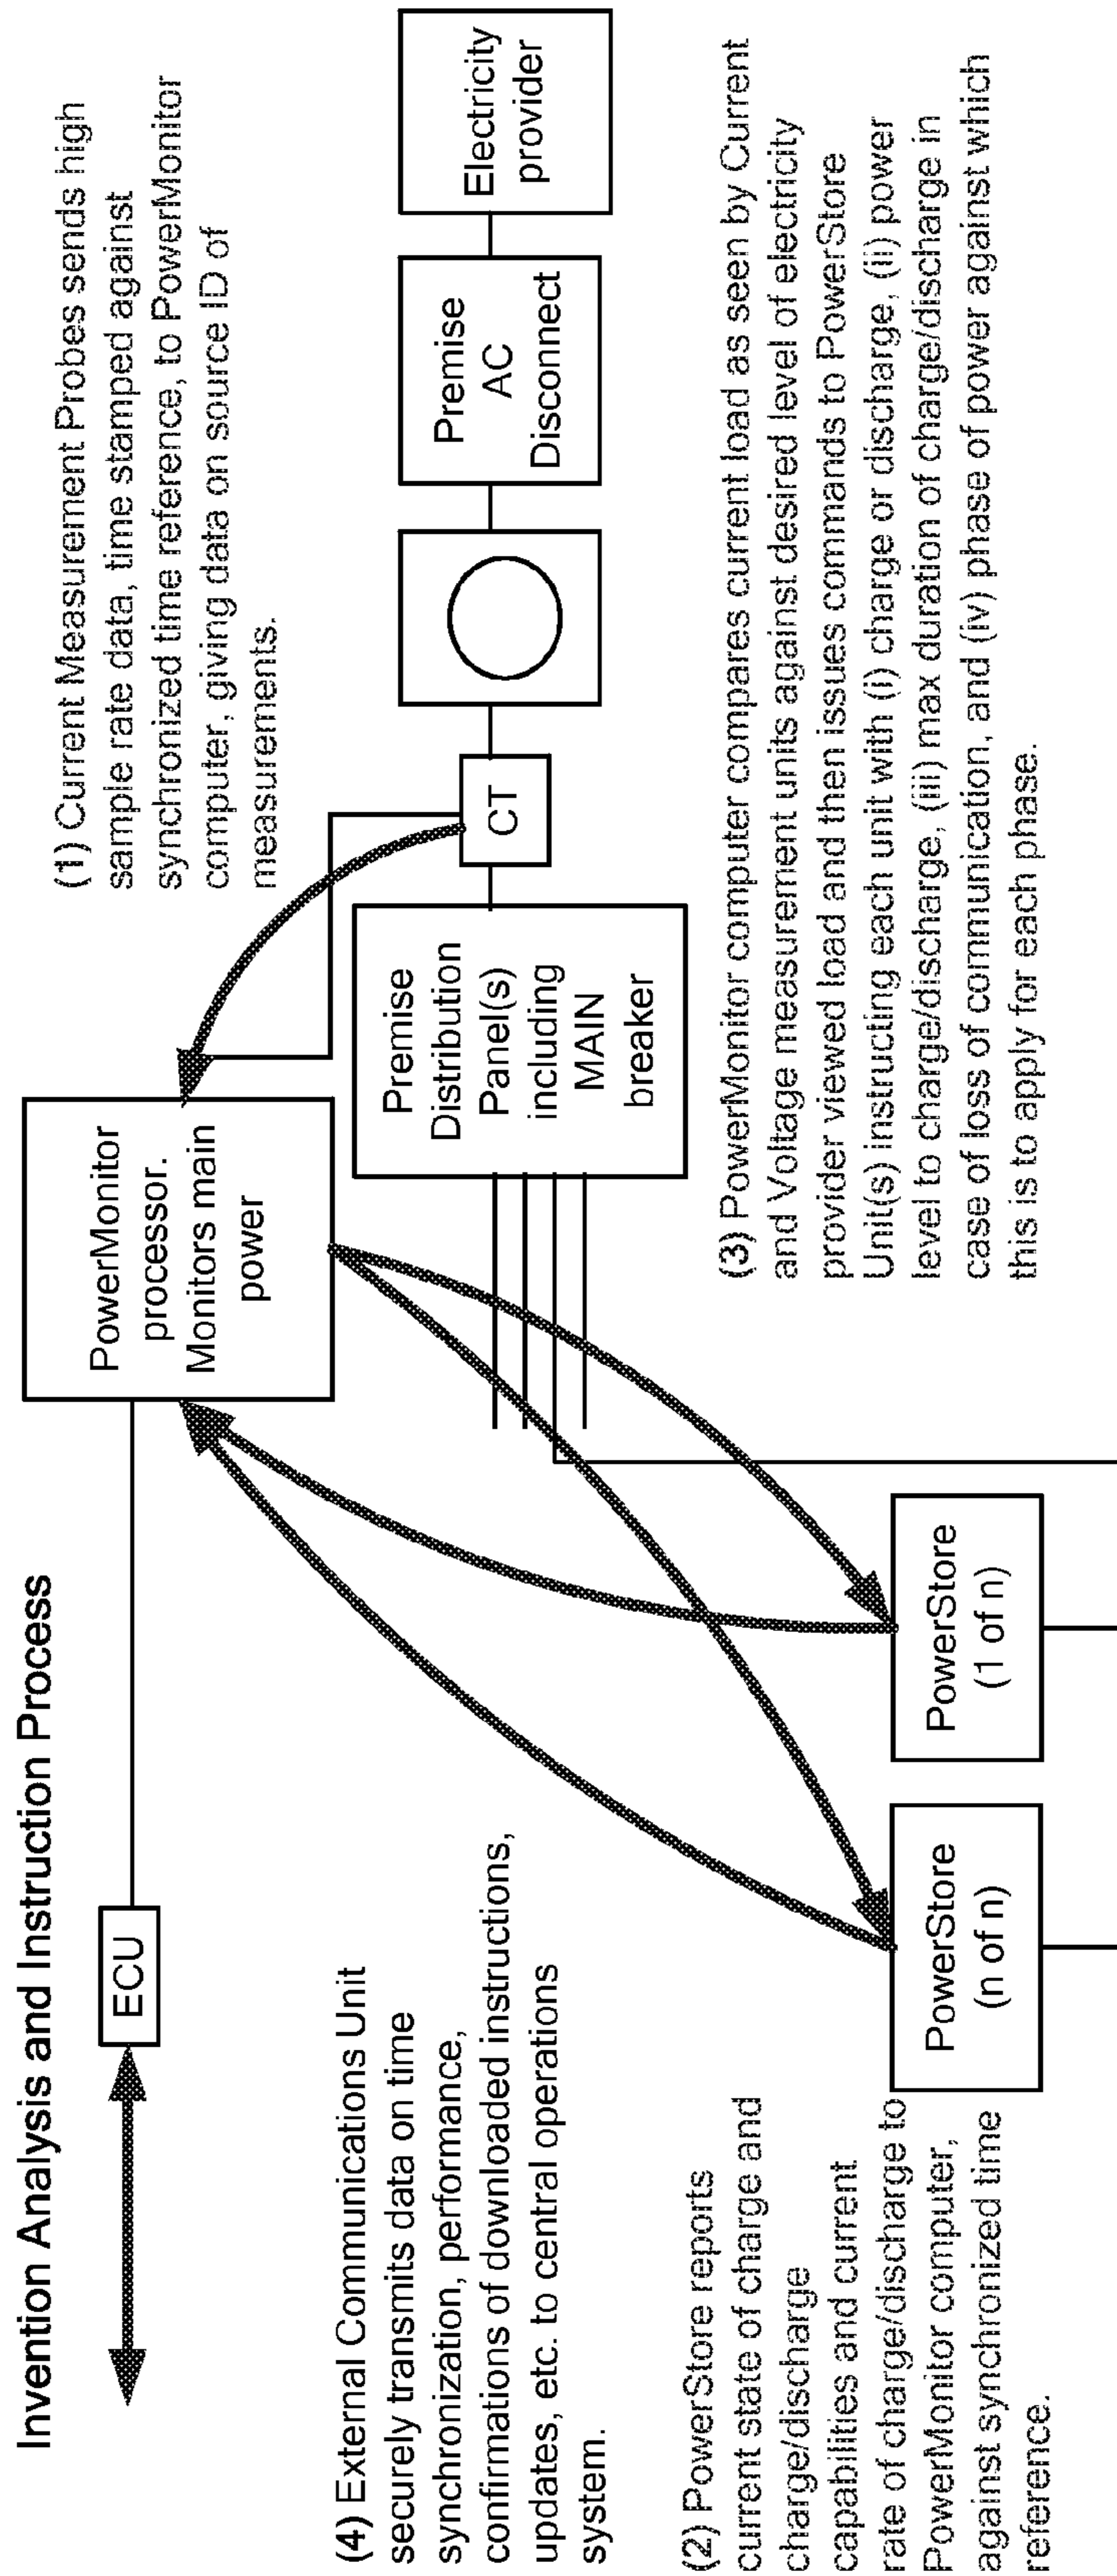 Invention Analysis and Instruction Process
ECU
PowerMonitor
processor.
Monitors main
power
(1) Current Measurement Probes sends high
sample rate data, time stamped against
synchronized time reference, to PowerMonitor
computer, giving data on source ID of
measurements.
(4) External Communications Unit
securely transmits data on time
synchronization, performance,
confirmations of downloaded instructions,
updates, etc. to central operations
system.
Premise
Distribution
Panel(s)
including
MAIN
breaker
CT
Premise
AC
Disconnect
Electricity
provider
(2) PowerStore reports
current state of charge and
charge/discharge
capabilities and current
rate of charge/discharge to
PowerMonitor computer,
against synchronized time
reference.
PowerStore
(n of n)
PowerStore
(1 of n)
(3) PowerMonitor computer compares current load as seen by Current
and Voltage measurement units against desired level of electricity
provider viewed load and then issues commands to PowerStore
Unit(s) instructing each unit with (i) charge or discharge, (ii) power
level to charge/discharge, (iii) max duration of charge/discharge in
case of loss of communication, and (iv) phase of power against which
this is to apply for each phase.